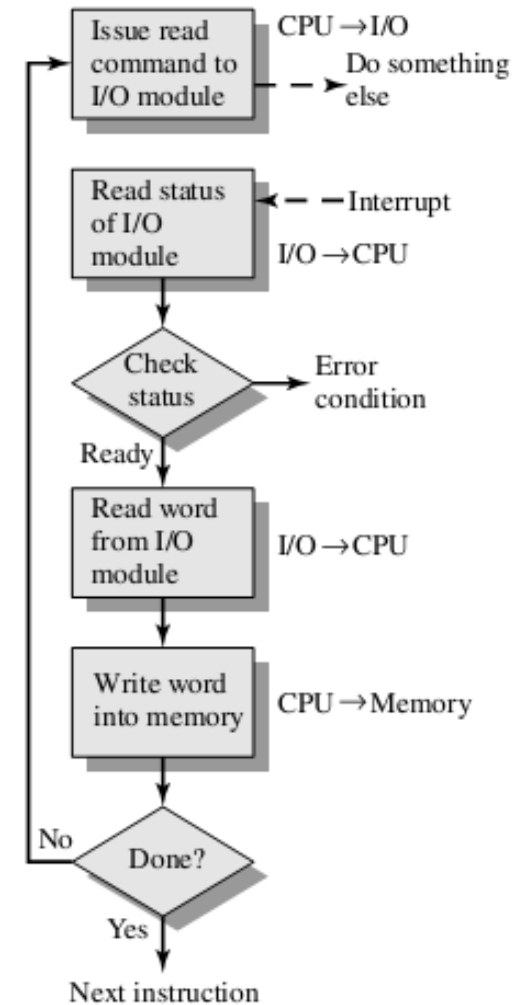 Issue read
command to
I/O module
CPU → I/O
Do something
else
Read status
of I/O
module
Interrupt
I/O → CPU
Check
status
Error
condition
Ready
Read word
from I/O
module
I/O → CPU
Write word
into memory
CPU → Memory
No
Done?
Yes
Next instruction